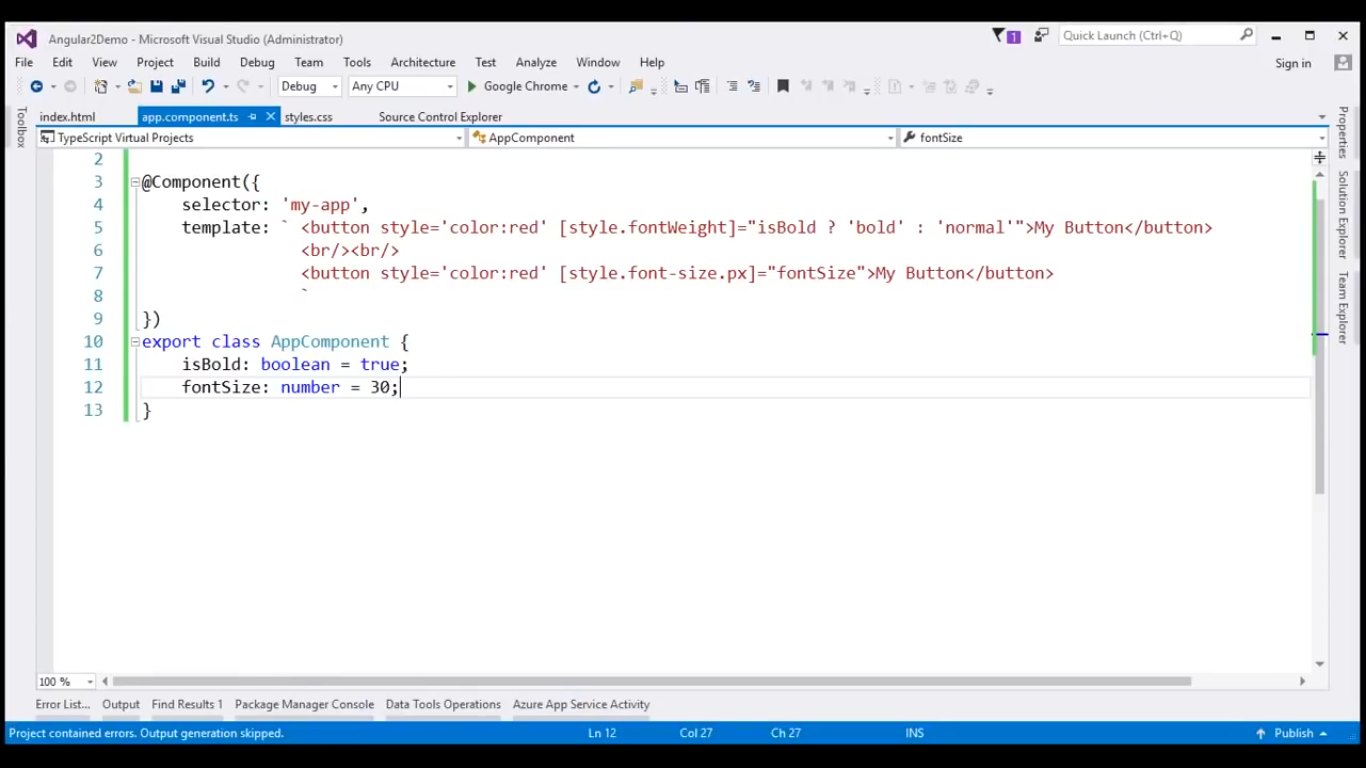 Angular2Demo - Microsoft Visual Studio (Administrator)
1
Quick Launch (Ctrl+Q)
File Edit View Project Build Debug Team Tools Architecture Test Analyze Window Help
Sign in
Debug Any CPU Google Chrome
index.html app.component.ts styles.css Source Control Explorer
TypeScript Virtual Projects AppComponent fontSize
Toolbox
Properties
Solution Explorer
Team Explorer
2
3 @Component({
4 selector: 'my-app',
5 template: ` <button style='color:red' [style.fontWeight]="isBold ? 'bold' : 'normal'">My Button</button>
6 <br/><br/>
7 <button style='color:red' [style.font-size.px]="fontSize">My Button</button>
8 `
9 })
10 export class AppComponent {
11 isBold: boolean = true;
12 fontSize: number = 30;
13 }
100 %
Error List... Output Find Results 1 Package Manager Console Data Tools Operations Azure App Service Activity
Project contained errors. Output generation skipped. Ln 12 Col 27 Ch 27 INS Publish